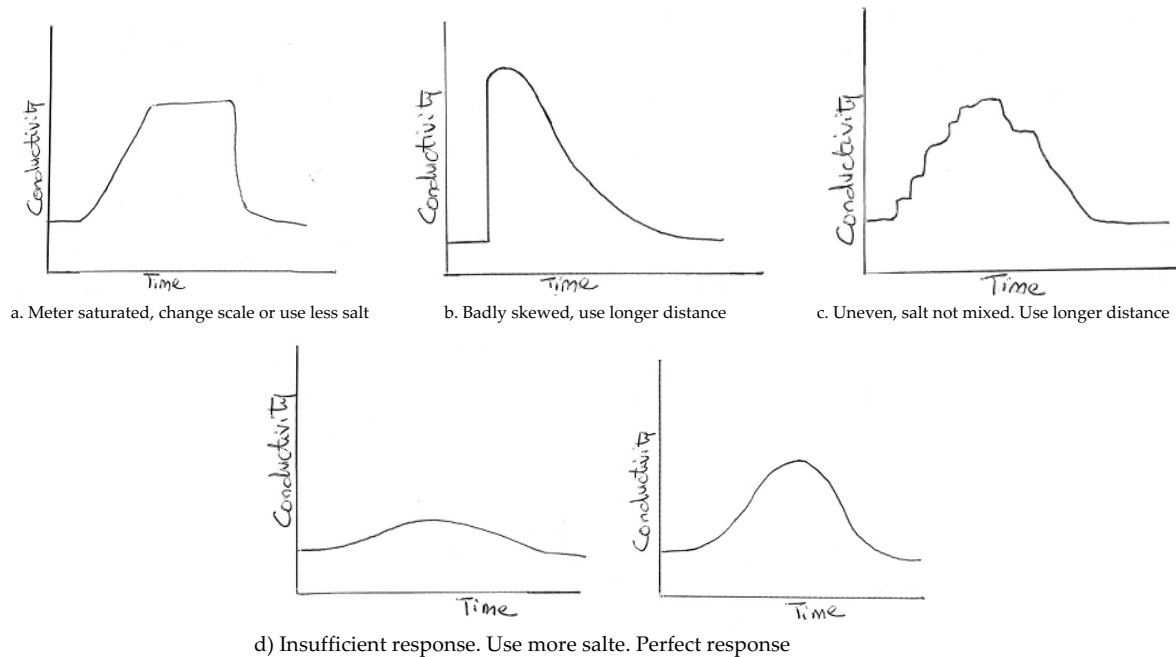 Conductivity
Time
a. Meter saturated, change scale or use less salt
Conductivity
Time
b. Badly skewed, use longer distance
Conductivity
Time
c. Uneven, salt not mixed. Use longer distance
Conductivity
Time
Conductivity
Time
d) Insufficient response. Use more salte. Perfect response